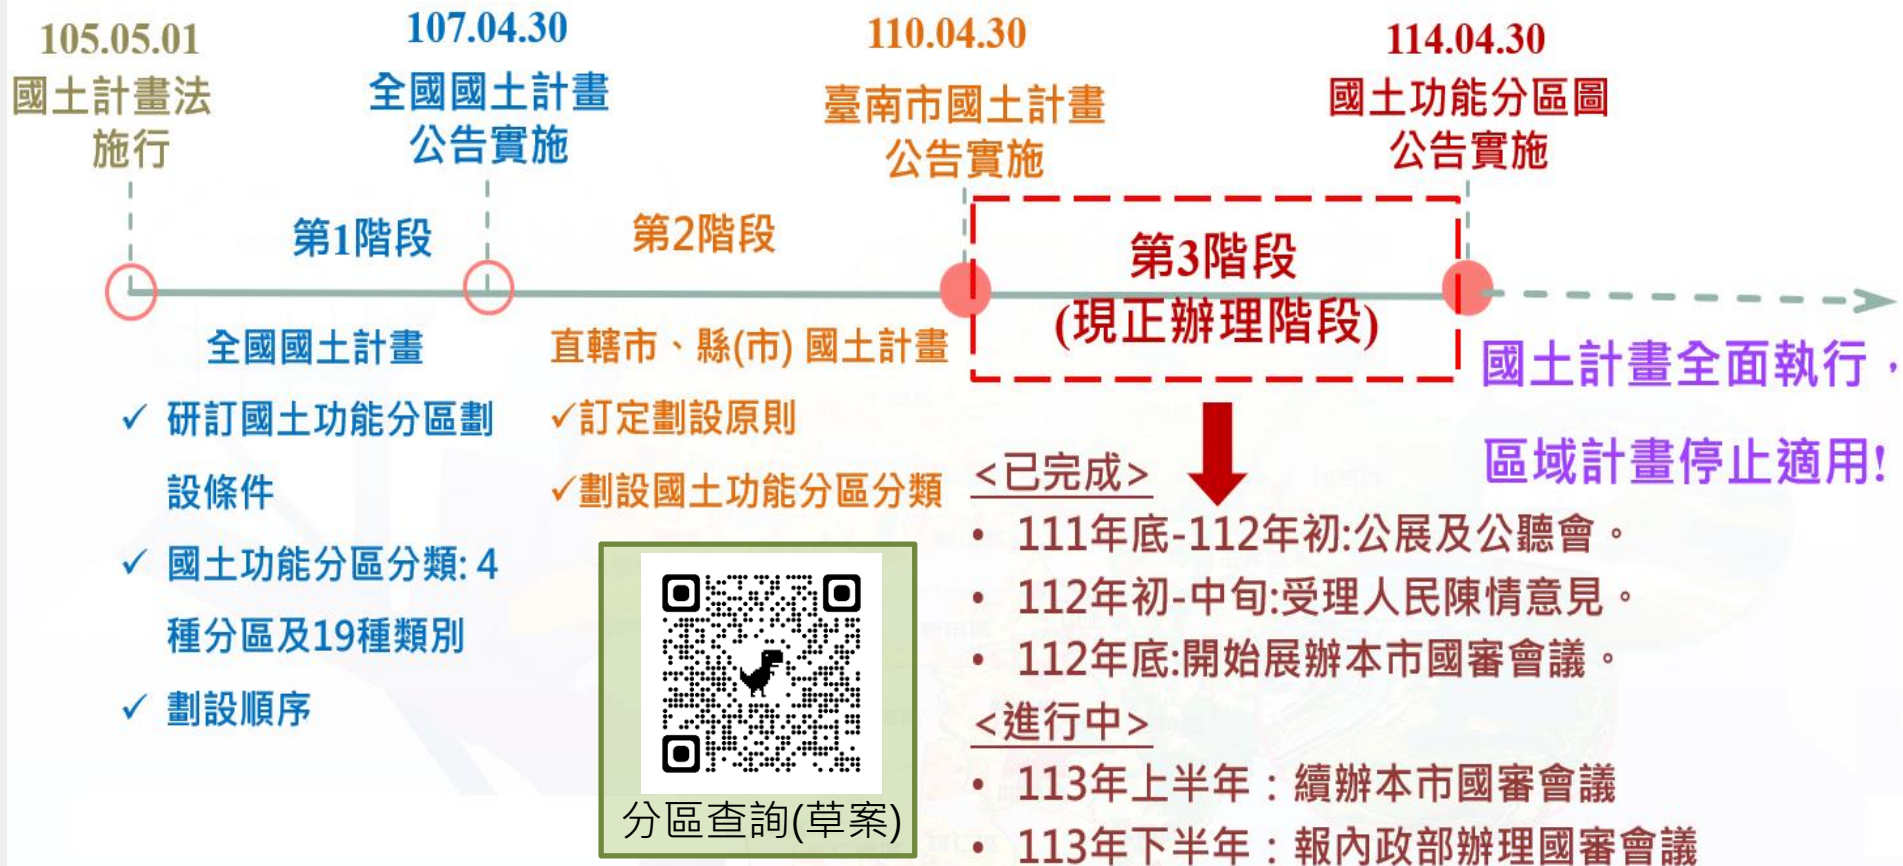 105.05.01
國土計畫法
施行
107.04.30
全國國土計畫
公告實施
110.04.30
臺南市國土計畫
公告實施
114.04.30
國土功能分區圖
公告實施
第1階段
第2階段
第3階段
(現正辦理階段)
全國國土計畫
✓ 研訂國土功能分區劃
設條件
✓ 國土功能分區分類: 4
種分區及19種類別
✓ 劃設順序
直轄市、縣(市) 國土計畫
✓訂定劃設原則
✓劃設國土功能分區分類
國土計畫全面執行，
區域計畫停止適用!
<已完成>
• 111年底-112年初:公展及公聽會。
• 112年初-中旬:受理人民陳情意見。
• 112年底:開始展辦本市國審會議。
<進行中>
• 113年上半年：續辦本市國審會議
• 113年下半年：報內政部辦理國審會議
分區查詢(草案)